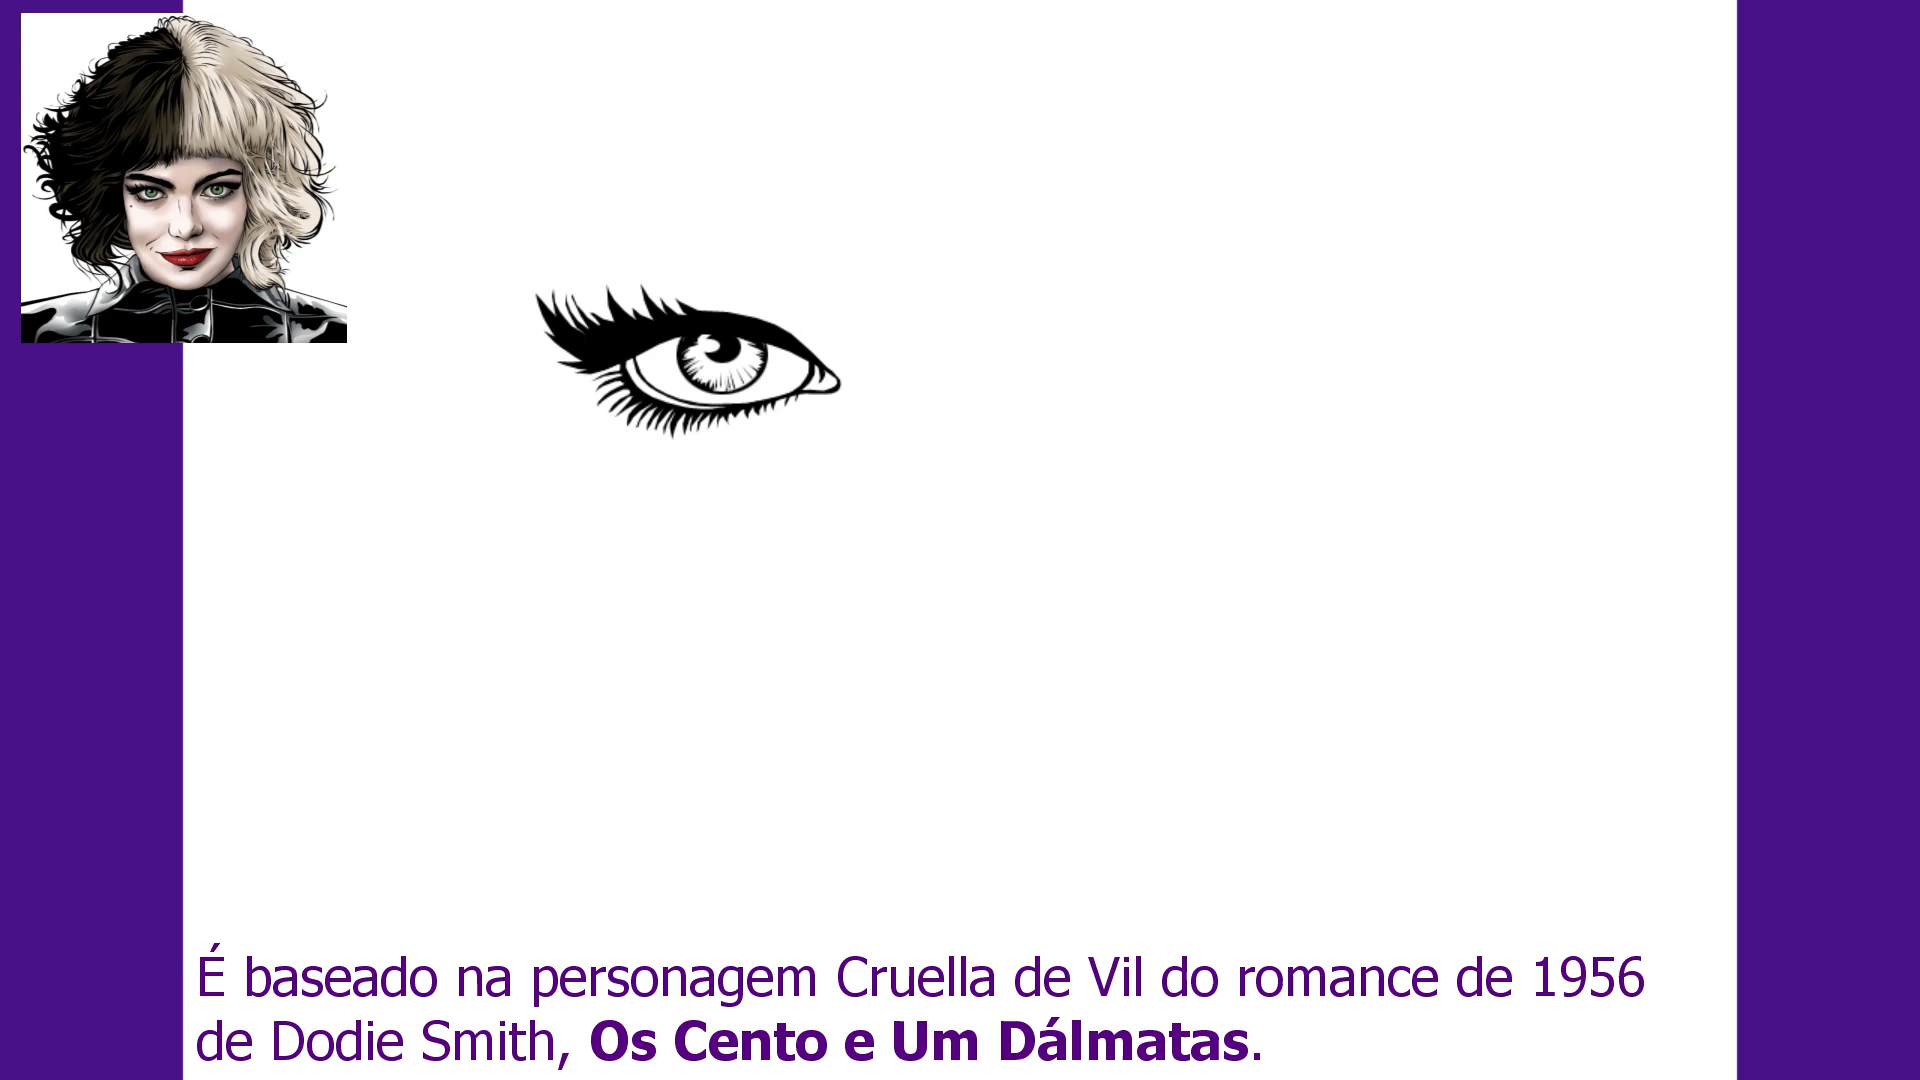 É baseado na personagem Cruella de Vil do romance de 1956
de Dodie Smith, Os Cento e Um Dálmatas.